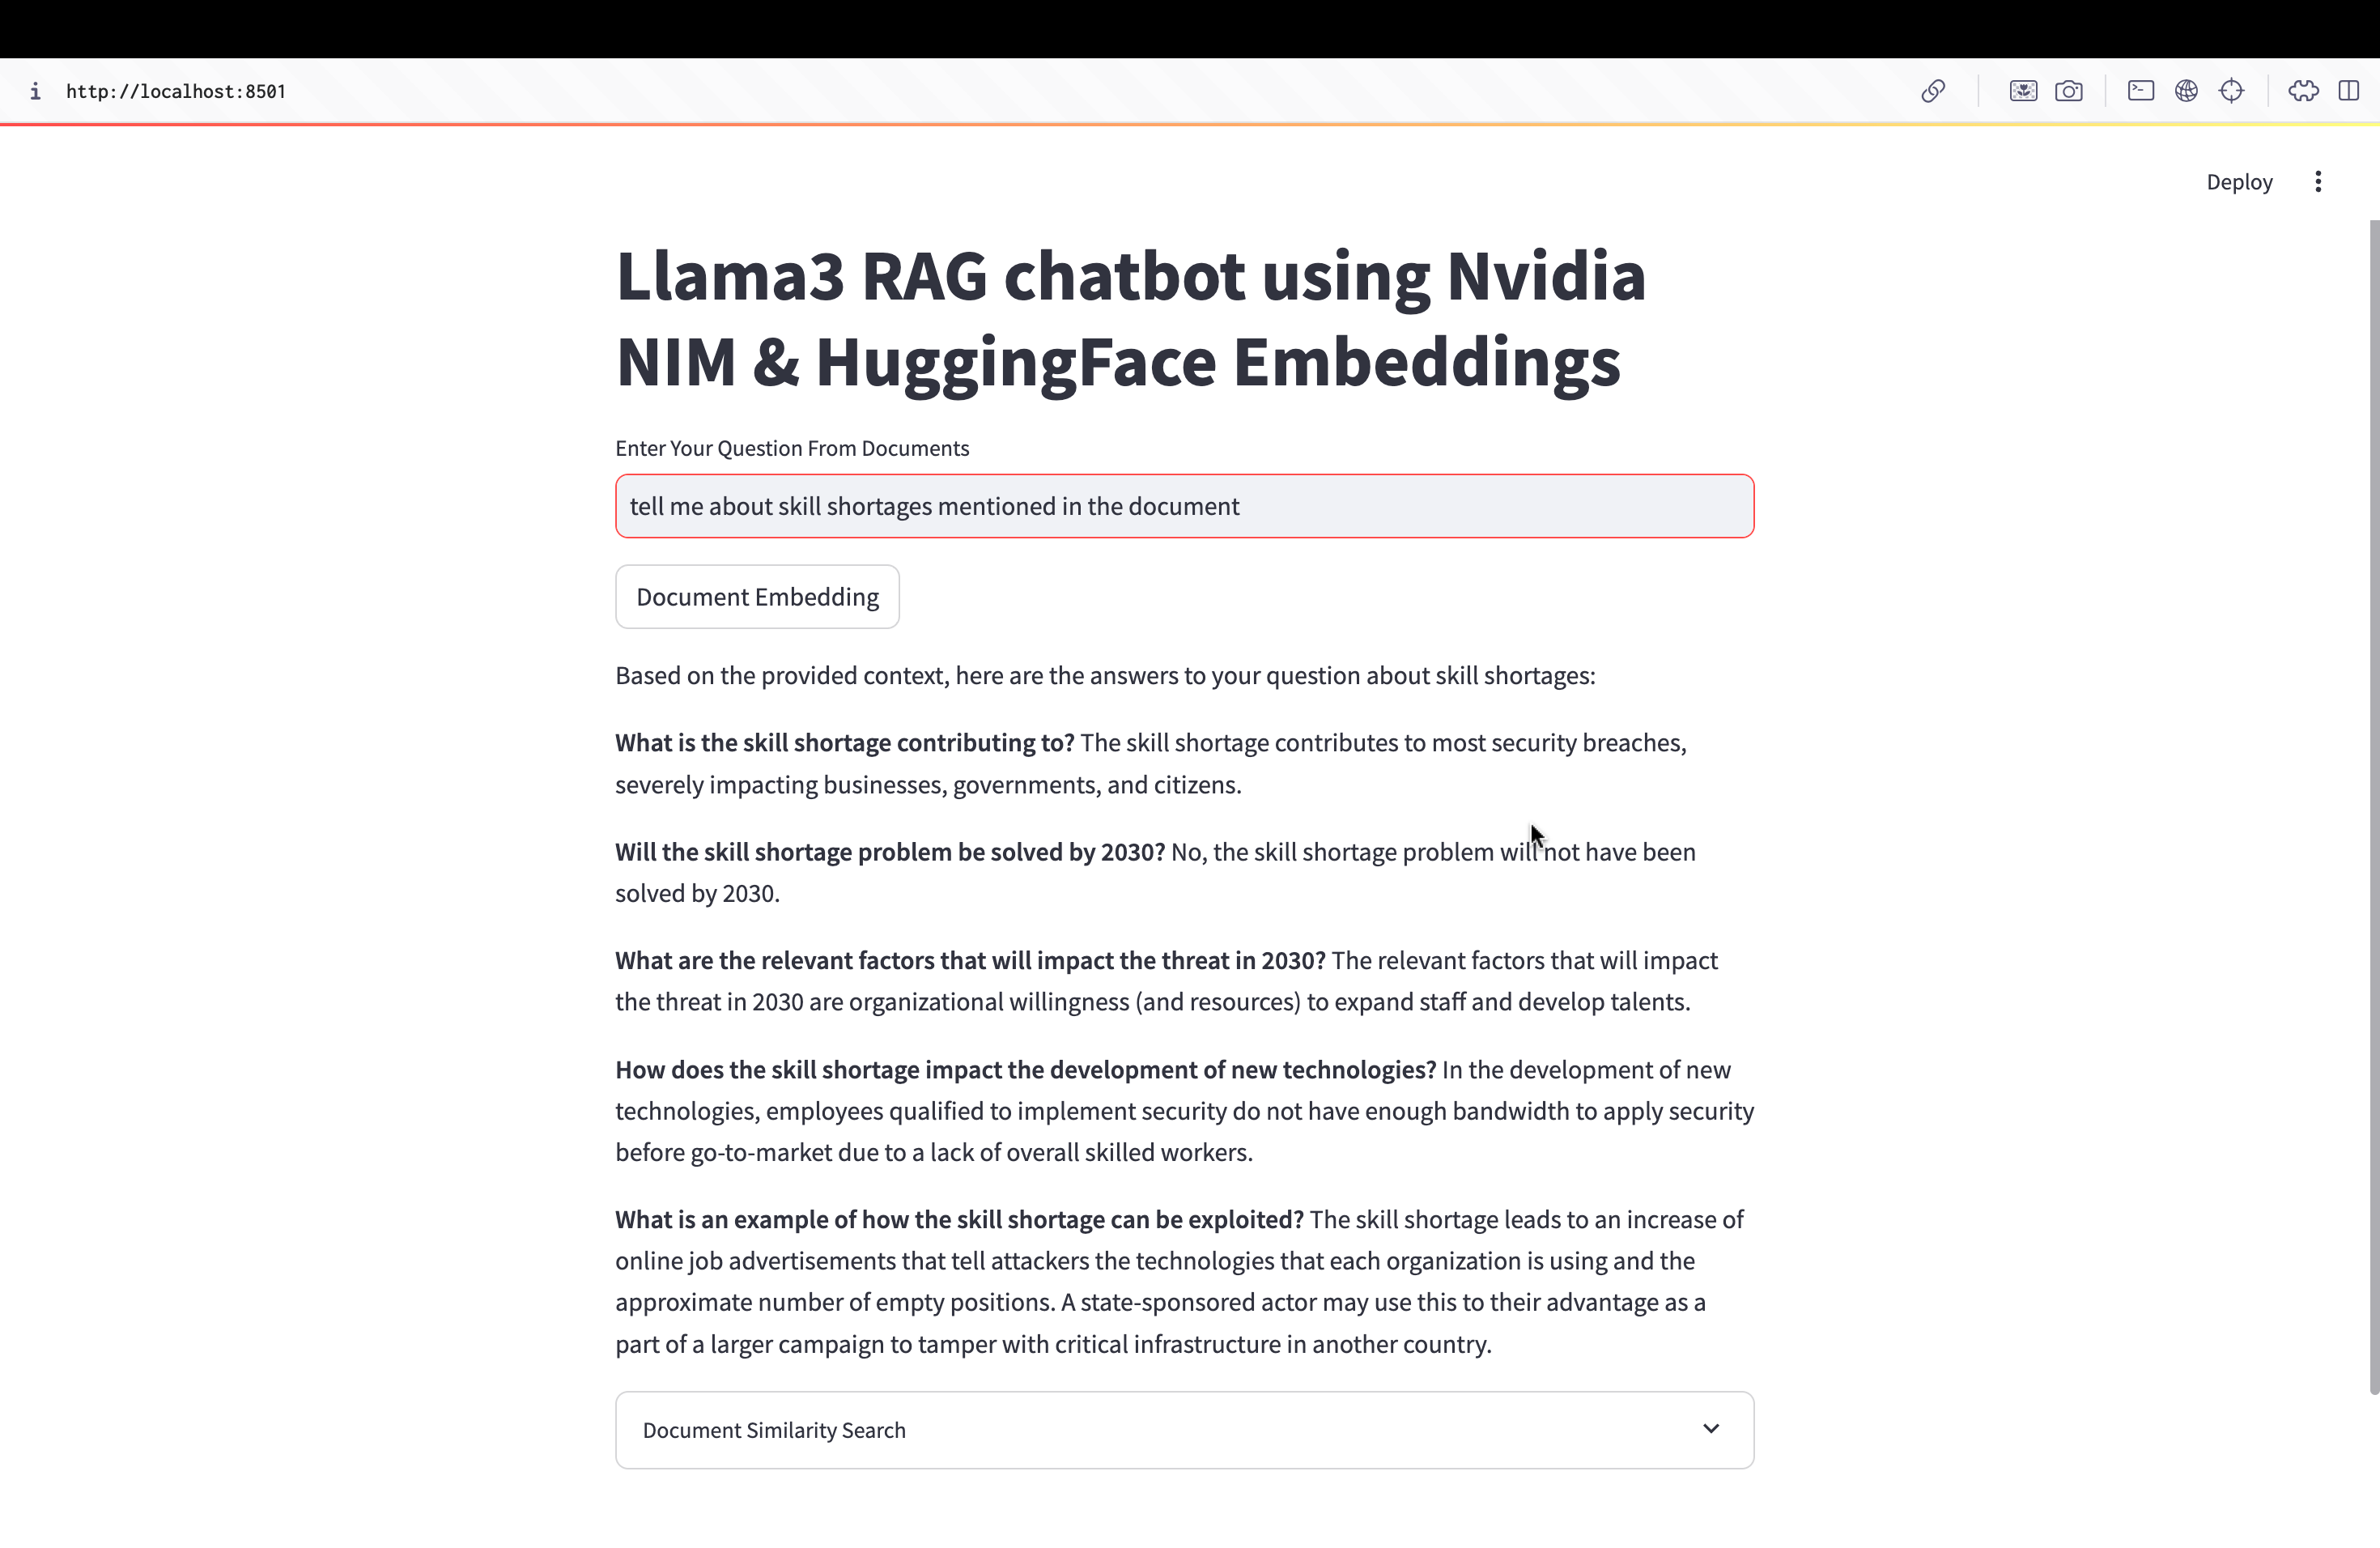 i http://localhost:8501
Deploy
Llama3 RAG chatbot using Nvidia
NIM & HuggingFace Embeddings
Enter Your Question From Documents
tell me about skill shortages mentioned in the document
Document Embedding
Based on the provided context, here are the answers to your question about skill shortages:
What is the skill shortage contributing to? The skill shortage contributes to most security breaches,
severely impacting businesses, governments, and citizens.
Will the skill shortage problem be solved by 2030? No, the skill shortage problem will not have been
solved by 2030.
What are the relevant factors that will impact the threat in 2030? The relevant factors that will impact
the threat in 2030 are organizational willingness (and resources) to expand staff and develop talents.
How does the skill shortage impact the development of new technologies? In the development of new
technologies, employees qualified to implement security do not have enough bandwidth to apply security
before go-to-market due to a lack of overall skilled workers.
What is an example of how the skill shortage can be exploited? The skill shortage leads to an increase of
online job advertisements that tell attackers the technologies that each organization is using and the
approximate number of empty positions. A state-sponsored actor may use this to their advantage as a
part of a larger campaign to tamper with critical infrastructure in another country.
Document Similarity Search